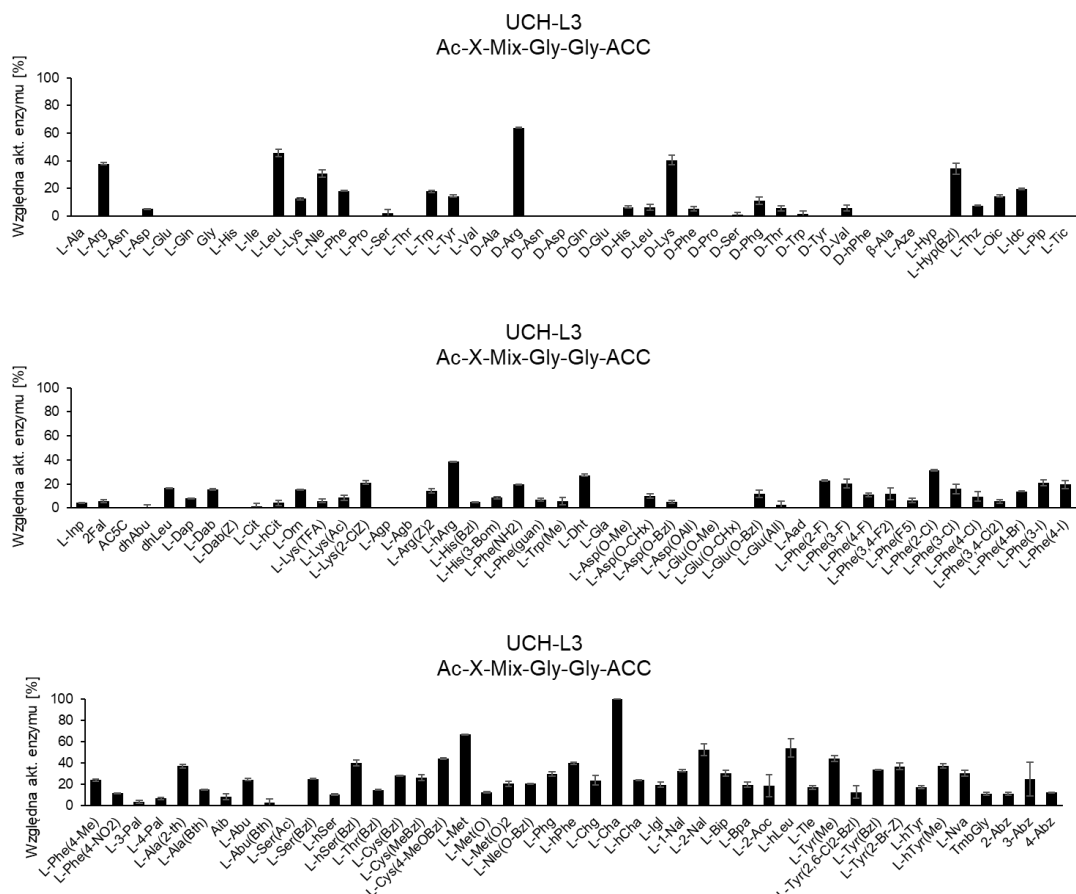 UCH-L3
Ac-X-Mix-Gly-Gly-ACC
Względna akt. enzymu [%]
100
80
60
40
20
0
L-Ala
L-Arg
L-Asn
L-Asp
L-Glu
L-Gln
Gly
L-His
L-Ile
L-Leu
L-Lys
L-Nle
L-Phe
L-Pro
L-Ser
L-Thr
L-Trp
L-Tyr
L-Val
D-Ala
D-Arg
D-Asn
D-Asp
D-Gln
D-Glu
D-His
D-Leu
D-Lys
D-Phe
D-Pro
D-Ser
D-Phg
D-Thr
D-Trp
D-Tyr
D-Val
D-hPhe
β-Ala
L-Aze
L-Hyp
L-Hyp(Bzl)
L-Thz
L-Oic
L-Idc
L-Pip
L-Tic
UCH-L3
Ac-X-Mix-Gly-Gly-ACC
Względna akt. enzymu [%]
100
80
60
40
20
0
L-Inp
2Fal
AC5C
dhAbu
dhLeu
L-Dap
L-Dab
L-Dab(Z)
L-Cit
L-hCit
L-Orn
L-Lys(TFA)
L-Lys(Ac)
L-Lys(2-ClZ)
L-Agp
L-Agb
L-Arg(Z)2
L-hArg
L-His(Bzl)
L-His(3-Bom)
L-Phe(NH2)
L-Phe(guan)
L-Trp(Me)
L-Dht
L-Gla
L-Asp(O-Me)
L-Asp(O-CHx)
L-Asp(O-Bzl)
L-Asp(OAll)
L-Glu(O-Me)
L-Glu(O-CHx)
L-Glu(O-Bzl)
L-Glu(All)
L-Aad
L-Phe(2-F)
L-Phe(3-F)
L-Phe(4-F)
L-Phe(3,4-F2)
L-Phe(F5)
L-Phe(2-Cl)
L-Phe(3-Cl)
L-Phe(4-Cl)
L-Phe(3,4-Cl2)
L-Phe(4-Br)
L-Phe(3-I)
L-Phe(4-I)
UCH-L3
Ac-X-Mix-Gly-Gly-ACC
Względna akt. enzymu [%]
100
80
60
40
20
0
L-Phe(4-Me)
L-Phe(4-NO2)
L-3-Pal
L-4-Pal
L-Ala(2-th)
L-Ala(Bth)
Aib
L-Abu
L-Abu(Bth)
L-Ser(Ac)
L-Ser(Bzl)
L-hSer
L-hSer(Bzl)
L-Thr(Bzl)
L-Cys(Bzl)
L-Cys(MeBzl)
L-Cys(4-MeOBzl)
L-Met
L-Met(O)
L-Met(O)2
L-Nle(O-Bzl)
L-Phg
L-hPhe
L-Chg
L-Cha
L-hCha
L-Igl
L-1-Nal
L-2-Nal
L-Bip
L-Bpa
L-2-Aoc
L-hLeu
L-Tle
L-Tyr(Me)
L-Tyr(2,6-Cl2-Bzl)
L-Tyr(Bzl)
L-Tyr(2-Br-Z)
L-hTyr
L-hTyr(Me)
L-Nva
TmbGly
2-Abz
3-Abz
4-Abz